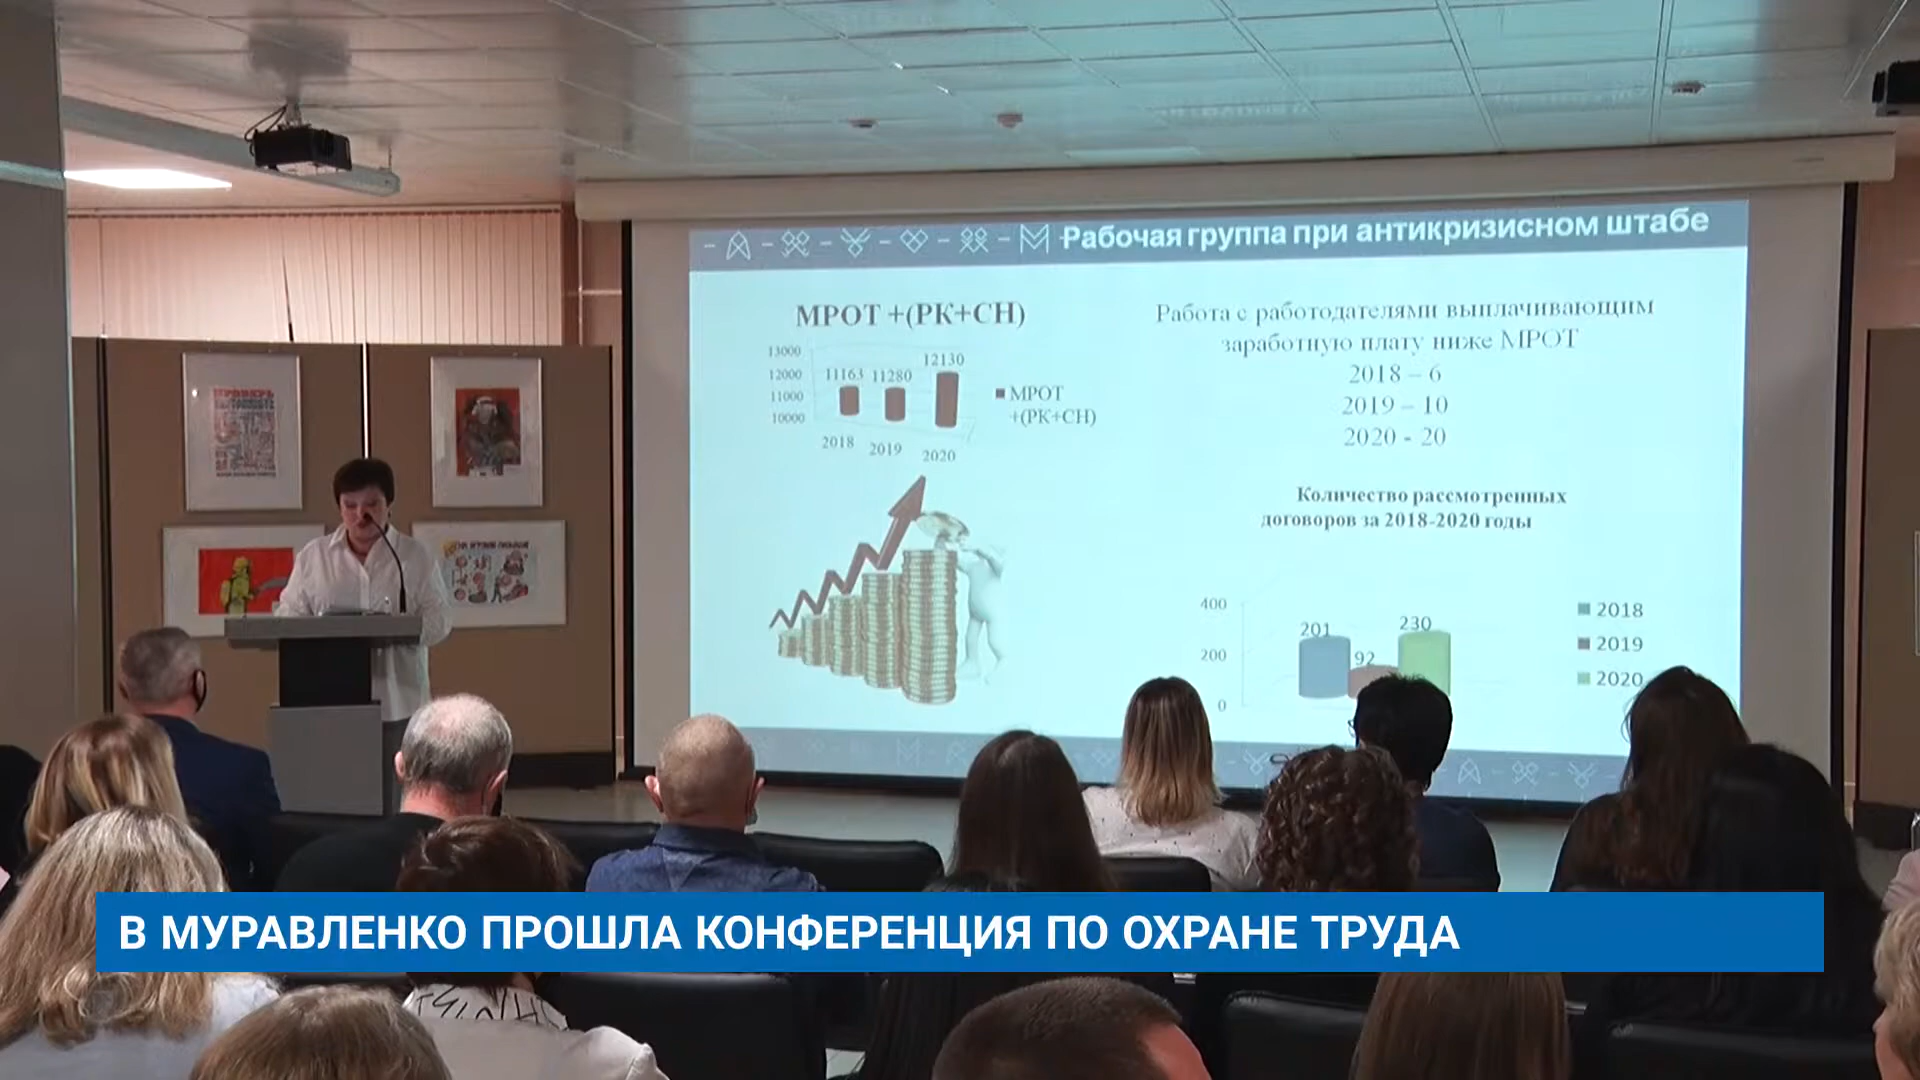 Рабочая группа при антикризисном штабе
МРОТ +(РК+СН)
13000
12000
11000
10000
11163
11280
12130
2018
2019
2020
МРОТ
+(РК+СН)
Работа с работодателями выплачивающим
заработную плату ниже МРОТ
2018 – 6
2019 – 10
2020 - 20
Количество рассмотренных
договоров за 2018-2020 годы
400
200
0
201
92
230
2018
2019
2020
В МУРАВЛЕНКО ПРОШЛА КОНФЕРЕНЦИЯ ПО ОХРАНЕ ТРУДА